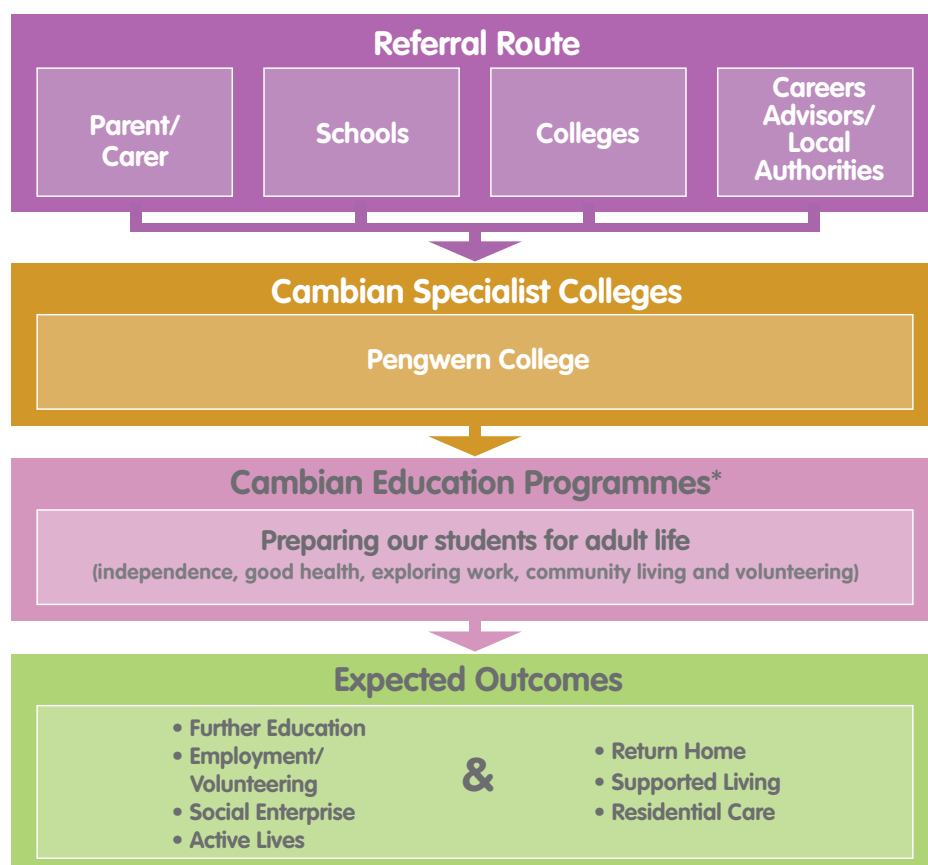 Referral Route
Parent/
Carer
Schools
Colleges
Careers
Advisors/
Local
Authorities
Cambian Specialist Colleges
Pengwern College
Cambian Education Programmes*
Preparing our students for adult life
(independence, good health, exploring work, community living and volunteering)
Expected Outcomes
• Further Education
• Employment/
Volunteering
• Social Enterprise
• Active Lives
&
• Return Home
• Supported Living
• Residential Care